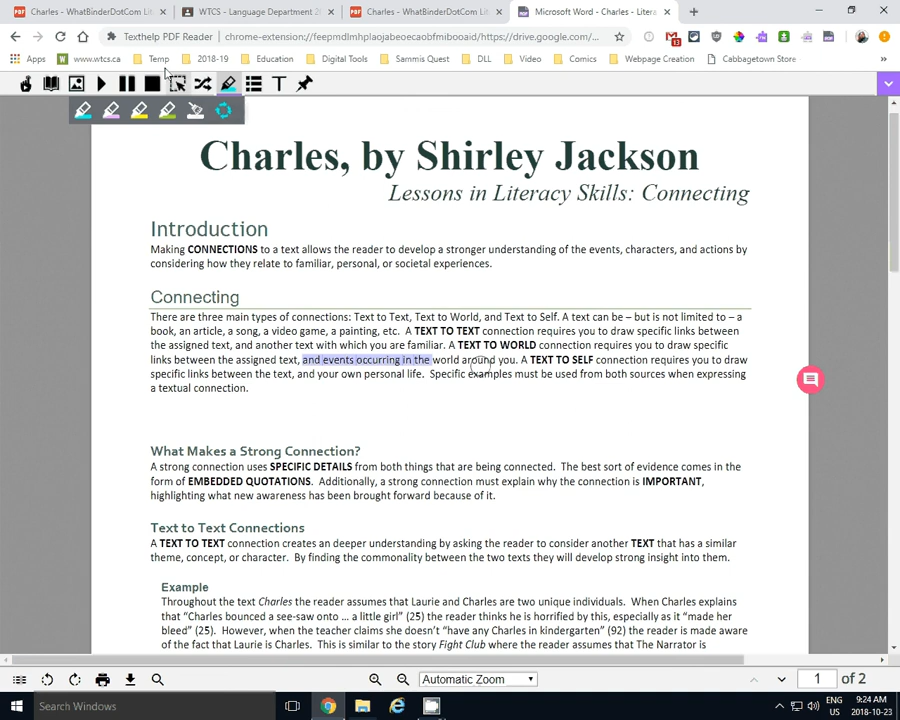 Charles - WhatBinderDotCom Lit
WTCS - Language Department 2
Charles - WhatBinderDotCom Lit
Microsoft Word - Charles - Litera
Texthelp PDF Reader | chrome-extension://feepmdlmhplaojabeoecaobfmibooaid/https://drive.google.com/...
Apps www.wtcs.ca Temp 2018-19 Education Digital Tools Sammis Quest DLL Video Comics Webpage Creation Cabbagetown Store »
Charles, by Shirley Jackson
Lessons in Literacy Skills: Connecting
Introduction
Making CONNECTIONS to a text allows the reader to develop a stronger understanding of the events, characters, and actions by
considering how they relate to familiar, personal, or societal experiences.
Connecting
There are three main types of connections: Text to Text, Text to World, and Text to Self. A text can be – but is not limited to – a
book, an article, a song, a video game, a painting, etc. A TEXT TO TEXT connection requires you to draw specific links between
the assigned text, and another text with which you are familiar. A TEXT TO WORLD connection requires you to draw specific
links between the assigned text, and events occurring in the world around you. A TEXT TO SELF connection requires you to draw
specific links between the text, and your own personal life. Specific examples must be used from both sources when expressing
a textual connection.
What Makes a Strong Connection?
A strong connection uses SPECIFIC DETAILS from both things that are being connected. The best sort of evidence comes in the
form of EMBEDDED QUOTATIONS. Additionally, a strong connection must explain why the connection is IMPORTANT,
highlighting what new awareness has been brought forward because of it.
Text to Text Connections
A TEXT TO TEXT connection creates an deeper understanding by asking the reader to consider another TEXT that has a similar
theme, concept, or character. By finding the commonality between the two texts they will develop strong insight into them.
Example
Throughout the text Charles the reader assumes that Laurie and Charles are two unique individuals. When Charles explains
that “Charles bounced a see-saw onto ... a little girl” (25) the reader thinks he is horrified by this, especially as it “made her
bleed” (25). However, when the teacher claims she doesn’t “have any Charles in kindergarten” (92) the reader is made aware
of the fact that Laurie is Charles. This is similar to the story Fight Club where the reader assumes that The Narrator is
Automatic Zoom
1 of 2
Search Windows
ENG
US
9:24 AM
2018-10-23